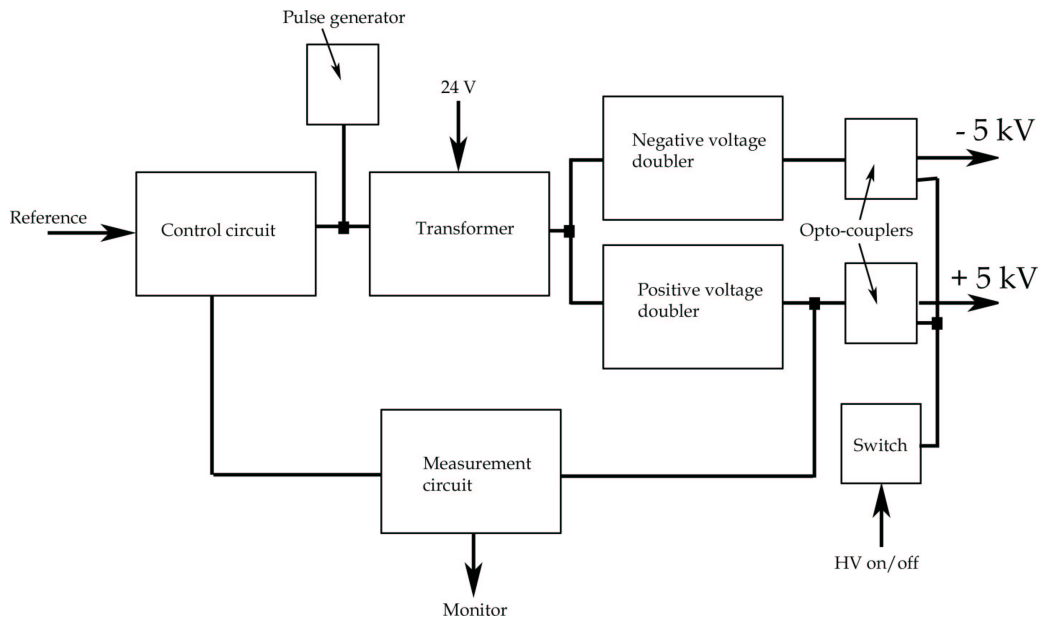 Pulse generator
24 V
Negative voltage
doubler
- 5 kV
Reference
Control circuit
Transformer
Opto-couplers
Positive voltage
doubler
+ 5 kV
Measurement
circuit
Switch
HV on/off
Monitor